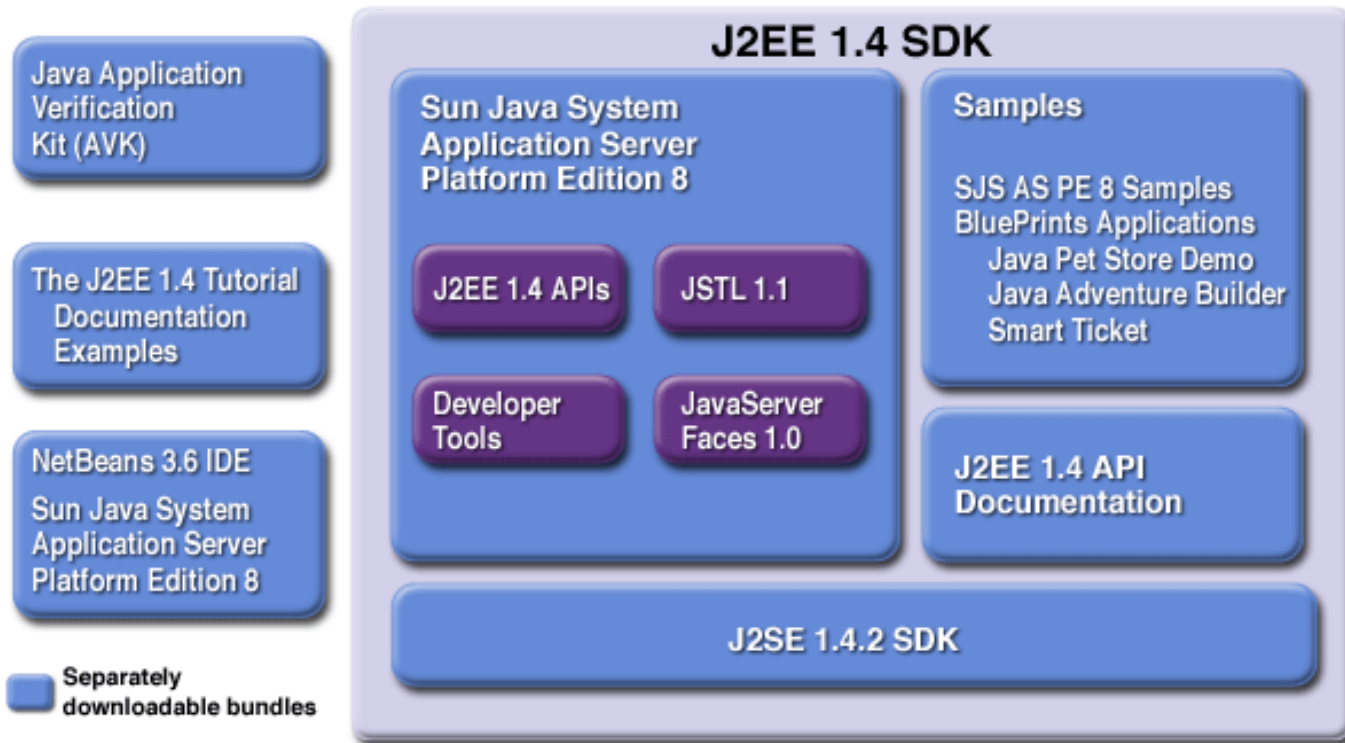 Java Application
Verification
Kit (AVK)
The J2EE 1.4 Tutorial
Documentation
Examples
NetBeans 3.6 IDE
Sun Java System
Application Server
Platform Edition 8
Separately
downloadable bundles
J2EE 1.4 SDK
Sun Java System
Application Server
Platform Edition 8
J2EE 1.4 APIs
JSTL 1.1
Developer
Tools
JavaServer
Faces 1.0
Samples
SJS AS PE 8 Samples
BluePrints Applications
Java Pet Store Demo
Java Adventure Builder
Smart Ticket
J2EE 1.4 API
Documentation
J2SE 1.4.2 SDK